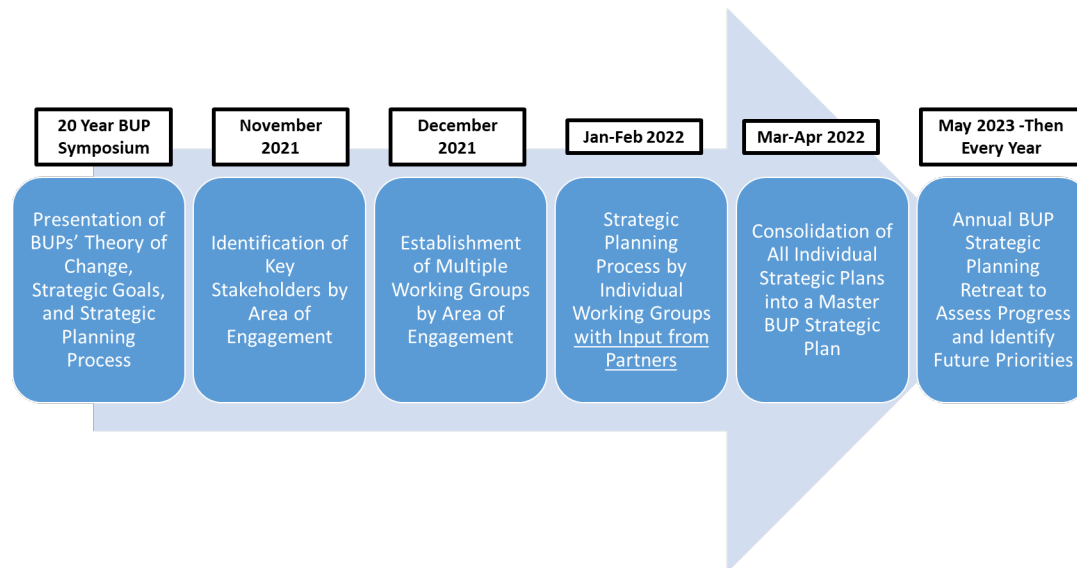 20 Year BUP
Symposium
November
2021
December
2021
Jan-Feb 2022
Mar-Apr 2022
May 2023 -Then
Every Year
Presentation of
BUPs’ Theory of
Change,
Strategic Goals,
and Strategic
Planning
Process
Identification of
Key
Stakeholders by
Area of
Engagement
Establishment
of Multiple
Working Groups
by Area of
Engagement
Strategic
Planning
Process by
Individual
Working Groups
with Input from
Partners
Consolidation of
All Individual
Strategic Plans
into a Master
BUP Strategic
Plan
Annual BUP
Strategic
Planning
Retreat to
Assess Progress
and Identify
Future Priorities